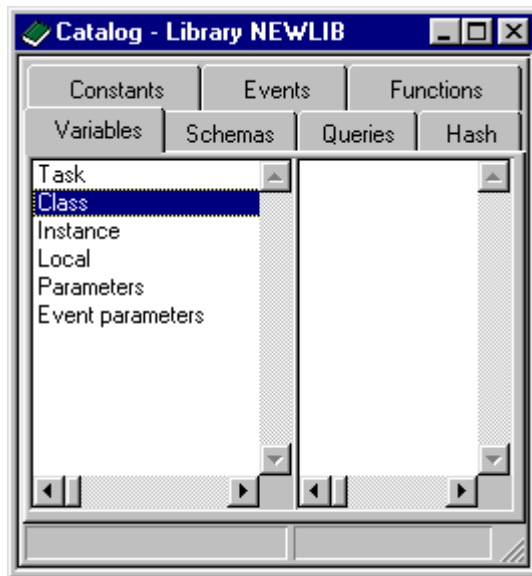 Catalog - Library NEWLIB
Constants Events Functions
Variables Schemas Queries Hash
Task
Class
Instance
Local
Parameters
Event parameters